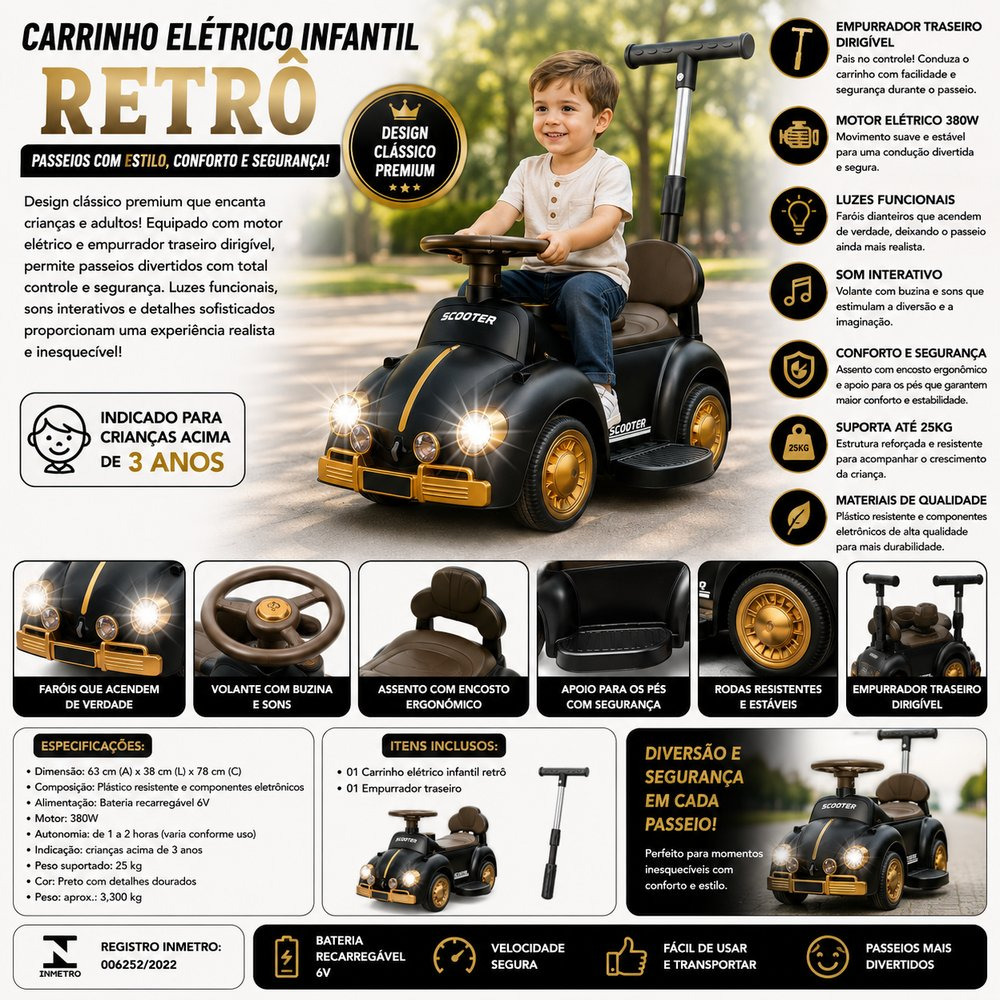 CARRINHO ELÉTRICO INFANTIL
RETRÔ
PASSEIOS COM ESTILO, CONFORTO E SEGURANÇA!
Design clássico premium que encanta
crianças e adultos! Equipado com motor
elétrico e empurrador traseiro dirigível,
permite passeios divertidos com total
controle e segurança. Luzes funcionais,
sons interativos e detalhes sofisticados
proporcionam uma experiência realista
e inesquecível!
DESIGN
CLÁSSICO
PREMIUM
INDICADO PARA
CRIANÇAS ACIMA
DE 3 ANOS
SCOOTER
SCOOTER
EMPURRADOR TRASEIRO
DIRIGÍVEL
Pais no controle! Conduza o
carrinho com facilidade e
segurança durante o passeio.
MOTOR ELÉTRICO 380W
Movimento suave e estável
para uma condução divertida
e segura.
LUZES FUNCIONAIS
Faróis dianteiros que acendem
de verdade, deixando o passeio
ainda mais realista.
SOM INTERATIVO
Volante com buzina e sons que
estimulam a diversão e a
imaginação.
CONFORTO E SEGURANÇA
Assento com encosto ergonômico
e apoio para os pés que garantem
maior conforto e estabilidade.
25KG
SUPORTA ATÉ 25KG
Estrutura reforçada e resistente
para acompanhar o crescimento
da criança.
MATERIAIS DE QUALIDADE
Plástico resistente e componentes
eletrônicos de alta qualidade
para mais durabilidade.
FARÓIS QUE ACENDEM
DE VERDADE
VOLANTE COM BUZINA
E SONS
ASSENTO COM ENCOSTO
ERGONÔMICO
APOIO PARA OS PÉS
COM SEGURANÇA
RODAS RESISTENTES
E ESTÁVEIS
EMPURRADOR TRASEIRO
DIRIGÍVEL
ESPECIFICAÇÕES:
• Dimensão: 63 cm (A) x 38 cm (L) x 78 cm (C)
• Composição: Plástico resistente e componentes eletrônicos
• Alimentação: Bateria recarregável 6V
• Motor: 380W
• Autonomia: de 1 a 2 horas (varia conforme uso)
• Indicação: crianças acima de 3 anos
• Peso suportado: 25 kg
• Cor: Preto com detalhes dourados
• Peso: aprox.: 3,300 kg
ITENS INCLUSOS:
• 01 Carrinho elétrico infantil retrô
• 01 Empurrador traseiro
SCOOTER
DIVERSÃO E
SEGURANÇA
EM CADA
PASSEIO!
Perfeito para momentos
inesquecíveis com
conforto e estilo.
SCOOTER
INMETRO
REGISTRO INMETRO:
006252/2022
BATERIA
RECARREGÁVEL
6V
VELOCIDADE
SEGURA
FÁCIL DE USAR
E TRANSPORTAR
PASSEIOS MAIS
DIVERTIDOS